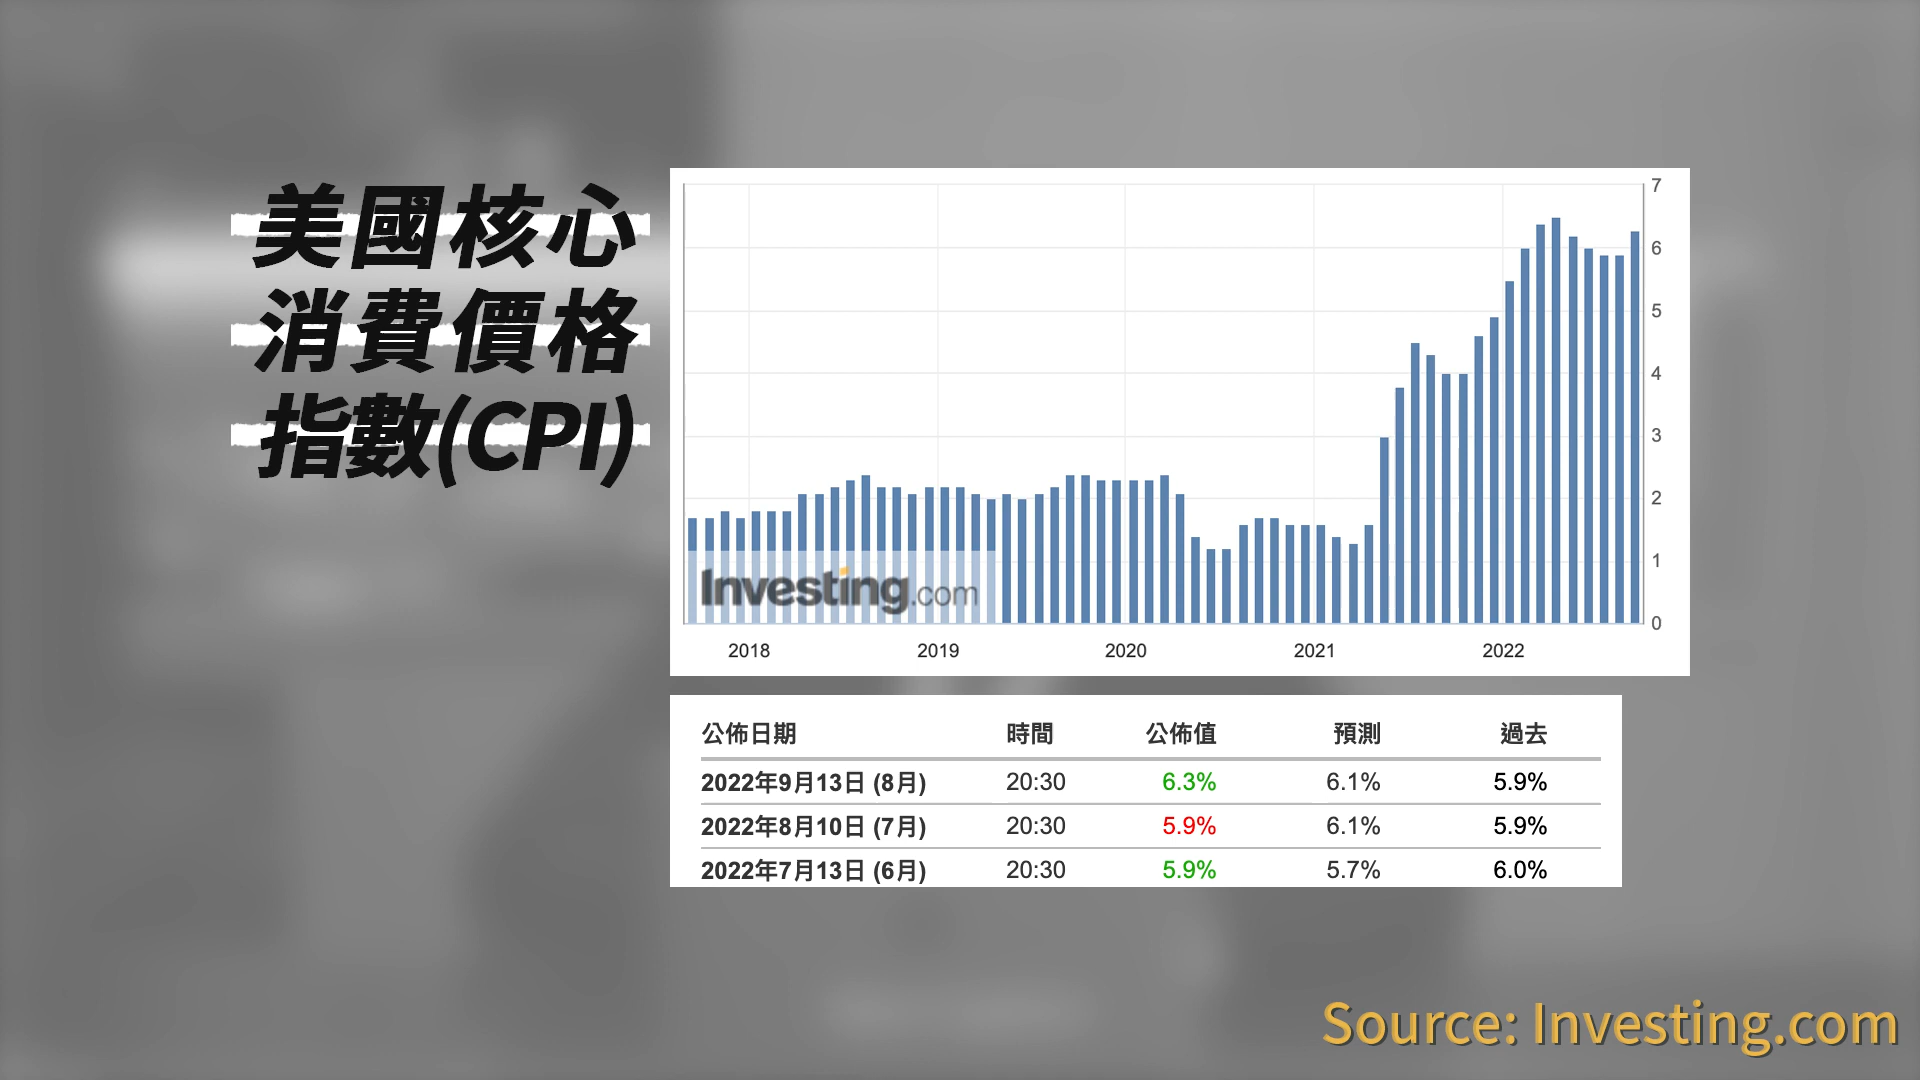 美國核心
消費價格
指數(CPI)
7
6
5
4
3
2
1
0
Investing.com
2018 2019 2020 2021 2022
公佈日期 時間 公佈值 預測 過去
2022年9月13日 (8月) 20:30 6.3% 6.1% 5.9%
2022年8月10日 (7月) 20:30 5.9% 6.1% 5.9%
2022年7月13日 (6月) 20:30 5.9% 5.7% 6.0%
Source: Investing.com